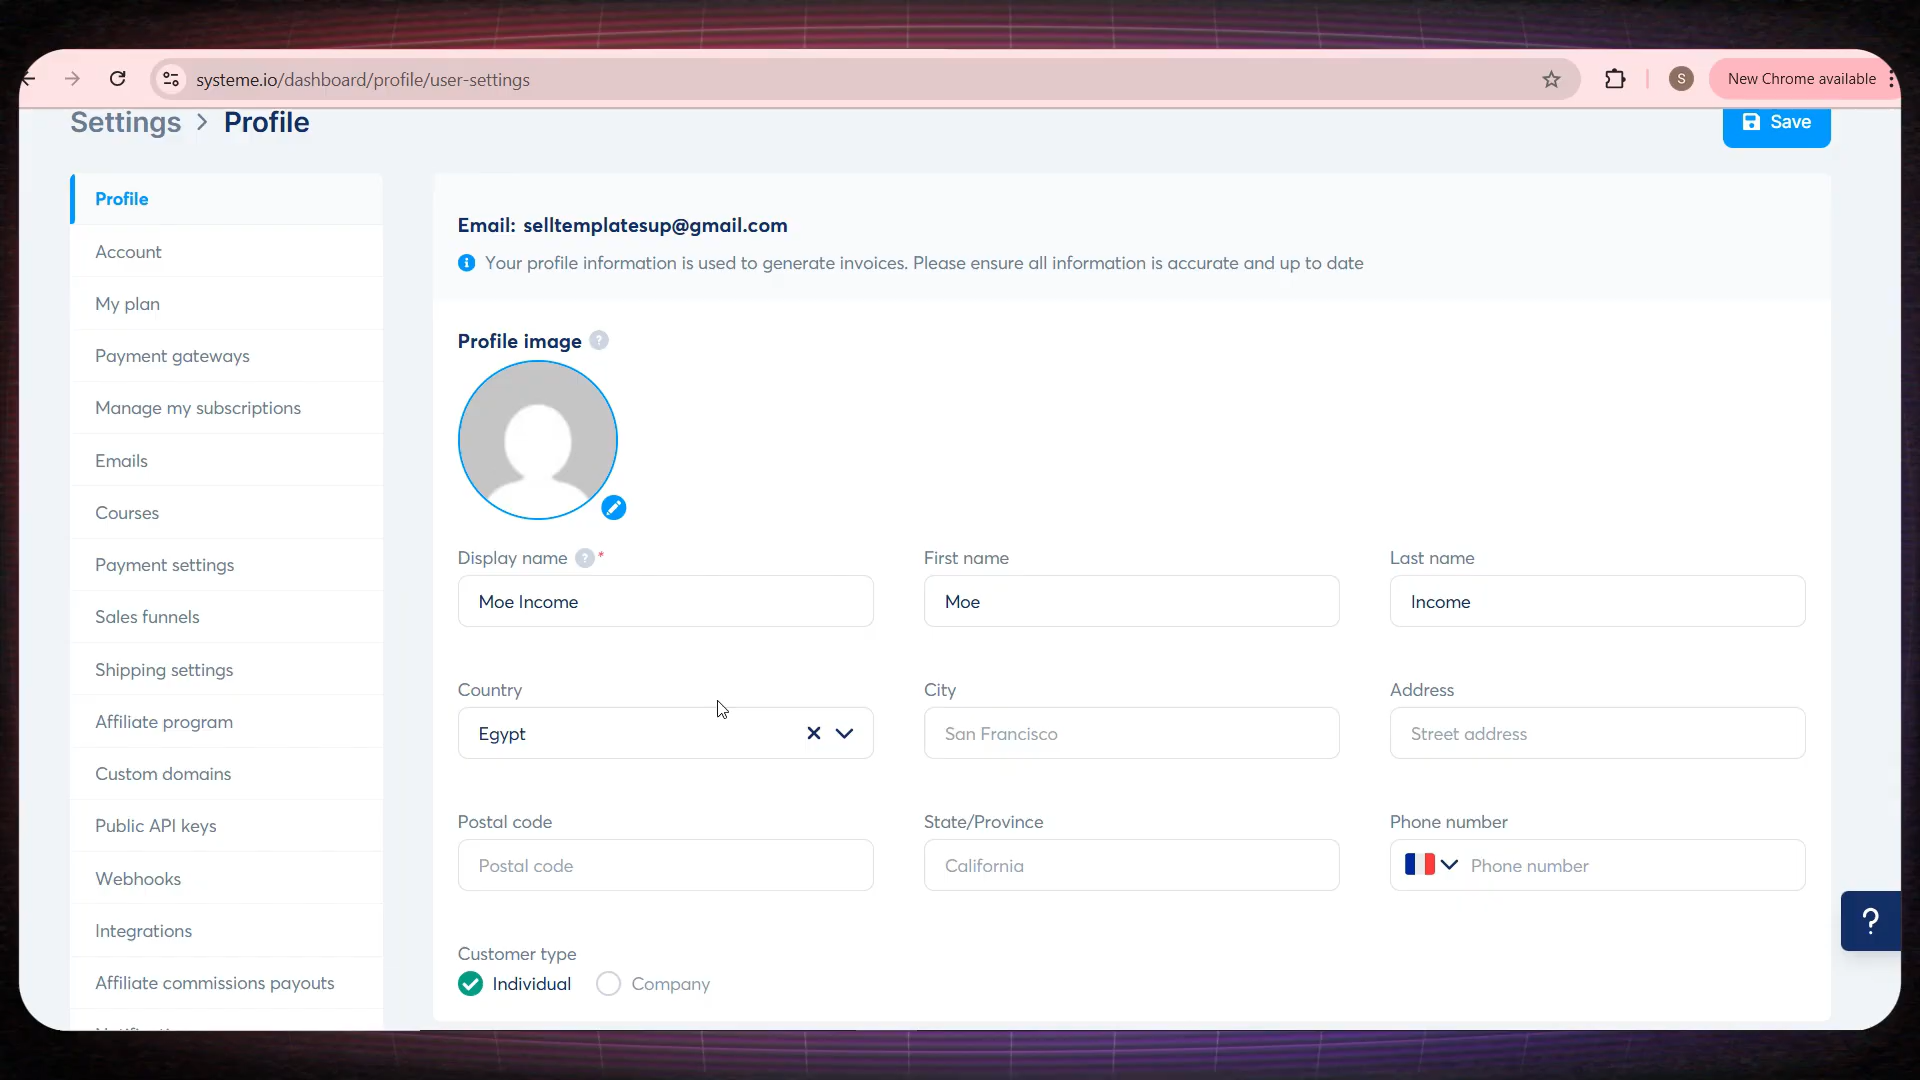 systeme.io/dashboard/profile/user-settings
S
New Chrome available
Settings > Profile
Save
Profile
Account
My plan
Payment gateways
Manage my subscriptions
Emails
Courses
Payment settings
Sales funnels
Shipping settings
Affiliate program
Custom domains
Public API keys
Webhooks
Integrations
Affiliate commissions payouts
Email: selltemplatesup@gmail.com
Your profile information is used to generate invoices. Please ensure all information is accurate and up to date
Profile image ?
Display name ? *
First name
Last name
Moe Income
Moe
Income
Country
City
Address
Egypt
San Francisco
Street address
Postal code
State/Province
Phone number
Postal code
California
Phone number
Customer type
Individual
Company
?